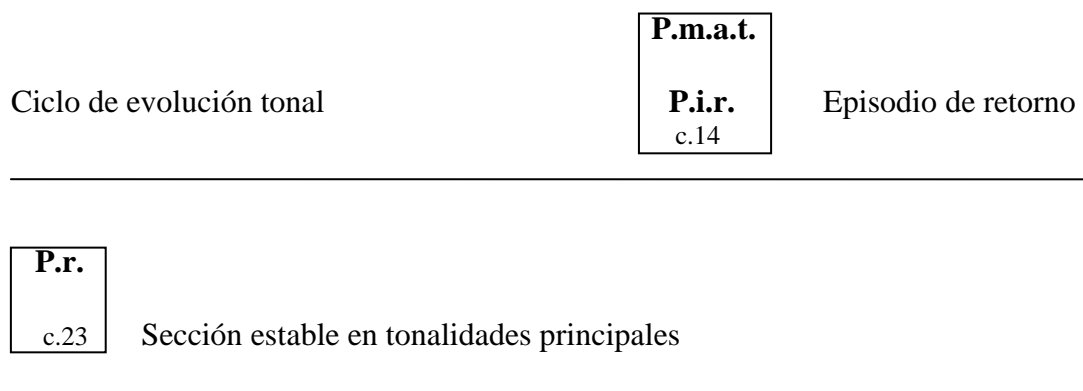 P.m.a.t.
Ciclo de evolución tonal P.i.r. Episodio de retorno
c.14
P.r.
c.23 Sección estable en tonalidades principales